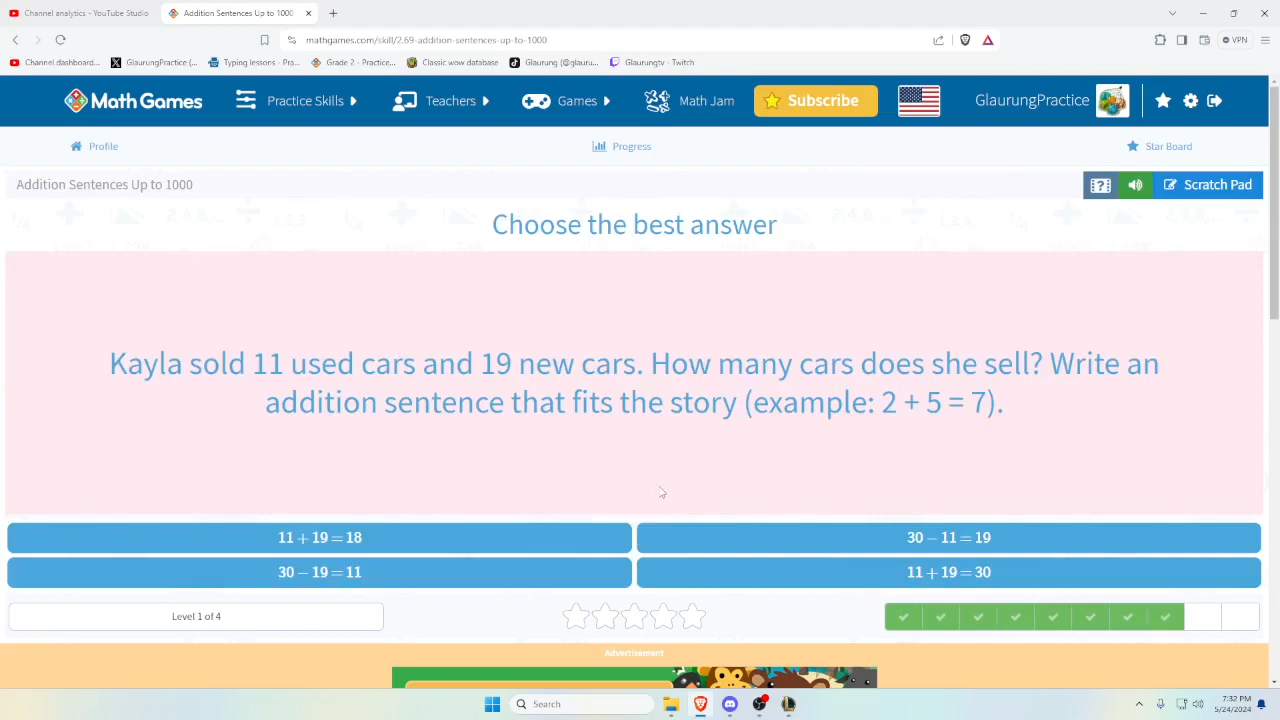 Channel analytics - YouTube Studio
Addition Sentences Up to 1000
mathgames.com/skill/2.69-addition-sentences-up-to-1000
VPN
Channel dashboard...
GlaurungPractice (...
Typing lessons - Pra...
Grade 2 - Practice...
Classic wow database
Glaurung (@glauru...
Glaurungtv - Twitch
Math Games
Practice Skills
Teachers
Games
Math Jam
Subscribe
GlaurungPractice
Profile
Progress
Star Board
Addition Sentences Up to 1000
Scratch Pad
Choose the best answer
Kayla sold 11 used cars and 19 new cars. How many cars does she sell? Write an
addition sentence that fits the story (example: 2 + 5 = 7).
11 + 19 = 18
30 − 11 = 19
30 − 19 = 11
11 + 19 = 30
Level 1 of 4
Advertisement
Search
7:32 PM
5/24/2024